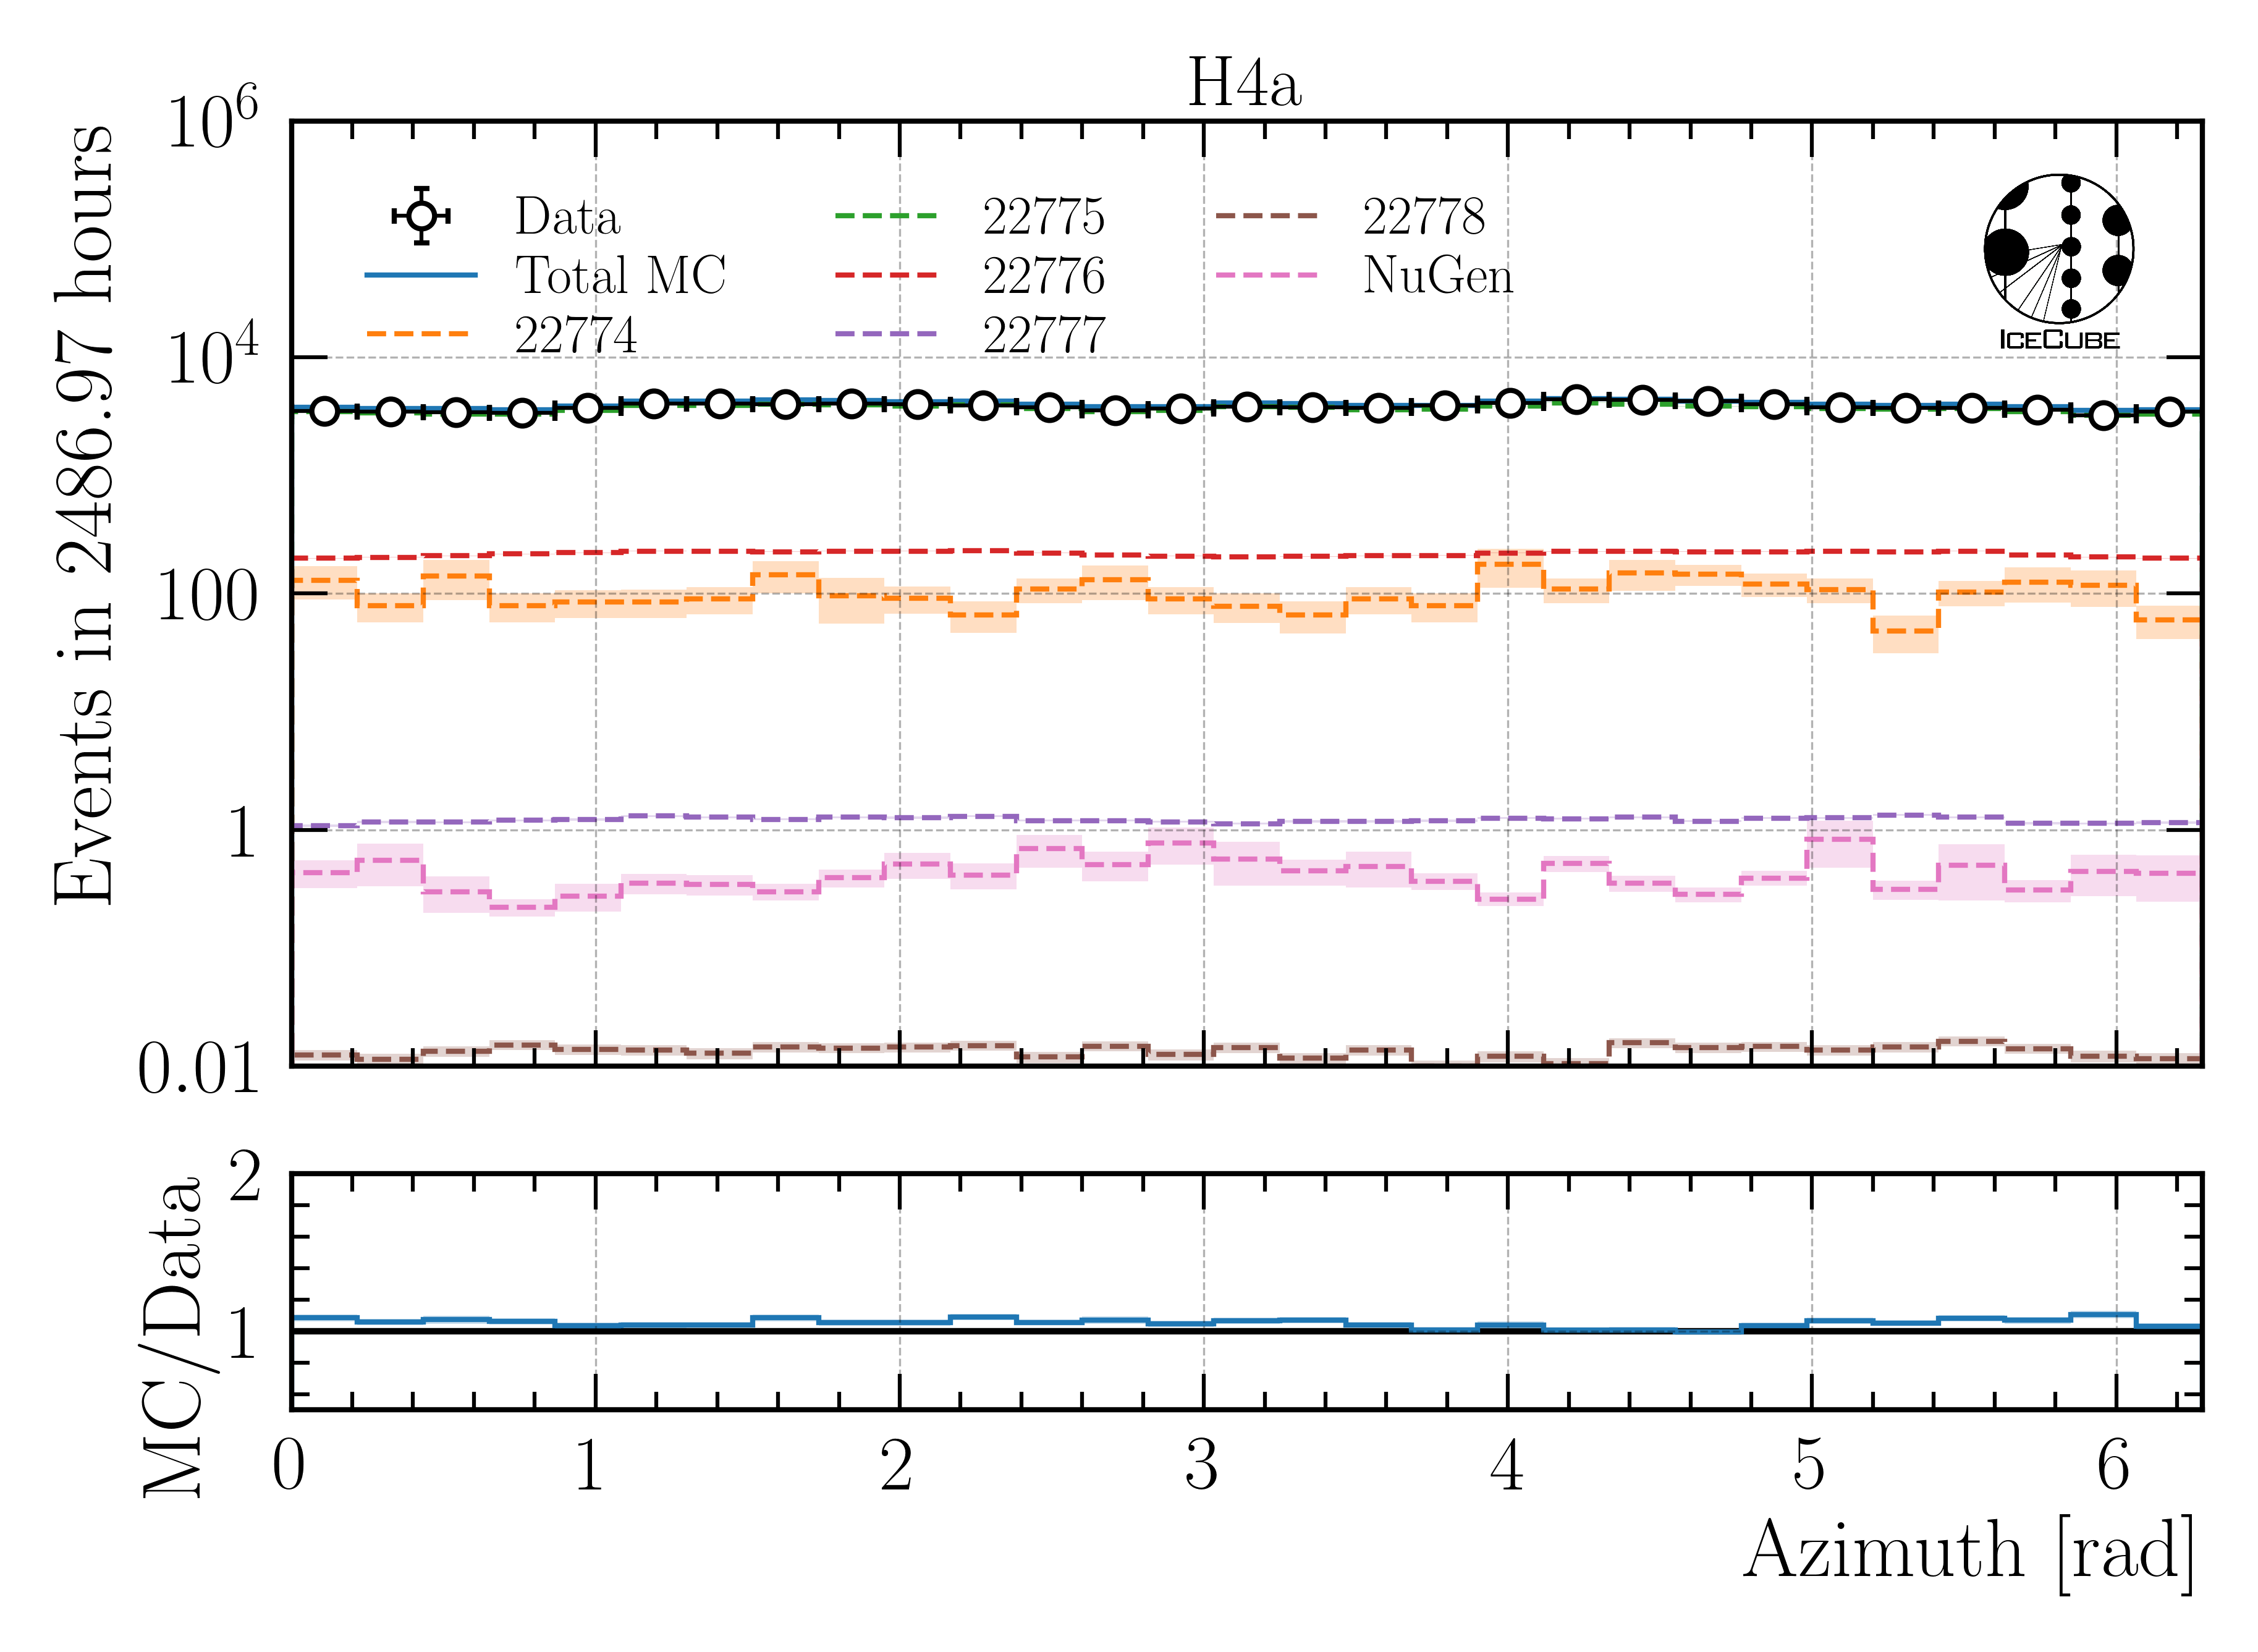 H4a
Events in 2486.97 hours
10^6
10^4
100
1
0.01
Data
Total MC
22774
22775
22776
22777
22778
NuGen
ICECUBE
MC/Data
2
1
0 1 2 3 4 5 6
Azimuth [rad]